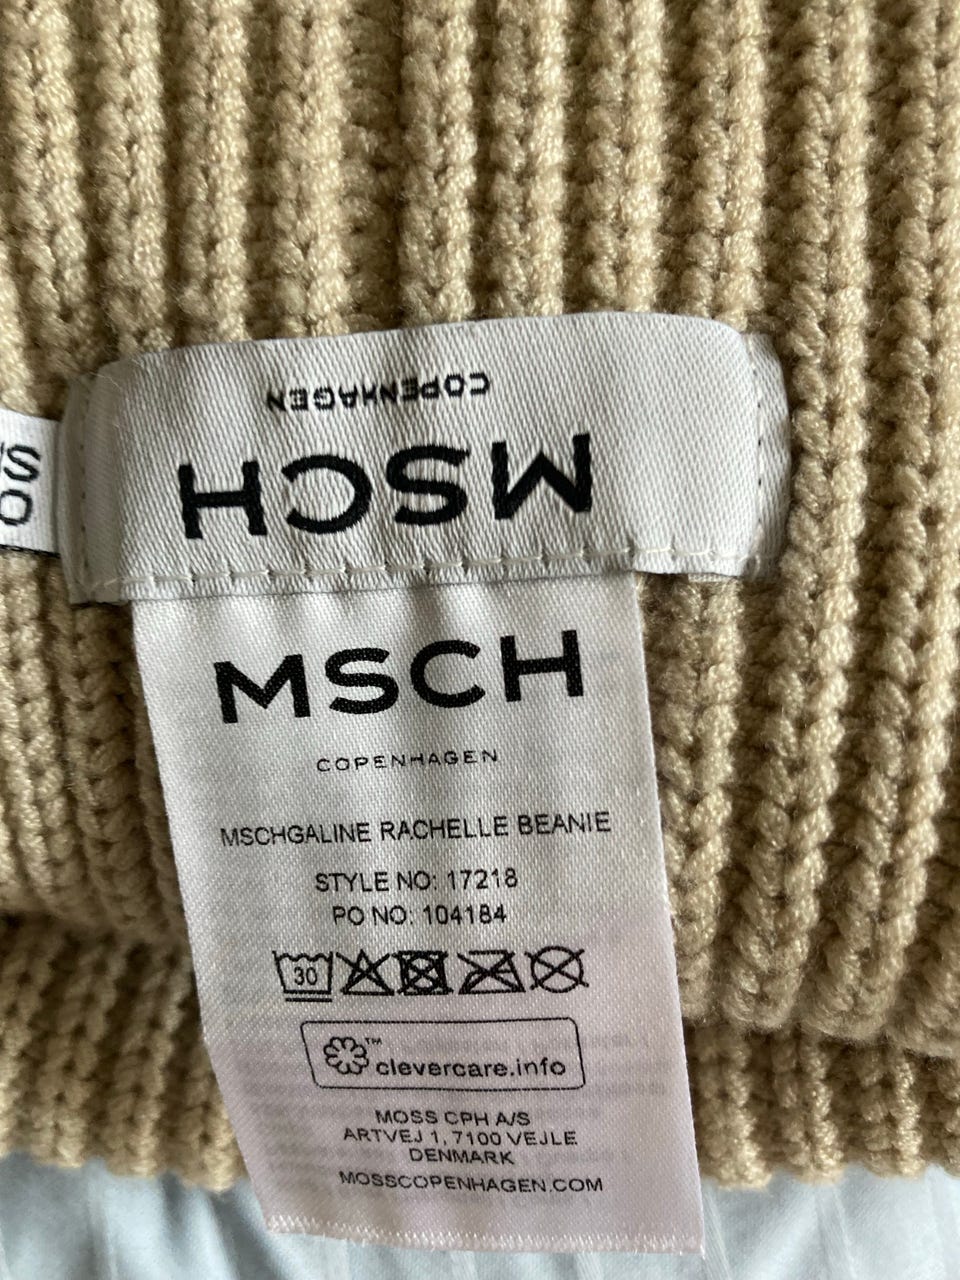 COPENHAGEN
MSCH
/S
O
MSCH
COPENHAGEN
MSCHGALINE RACHELLE BEANIE
STYLE NO: 17218
PO NO: 104184
30
™
clevercare.info
MOSS CPH A/S
ARTVEJ 1, 7100 VEJLE
DENMARK
MOSSCOPENHAGEN.COM